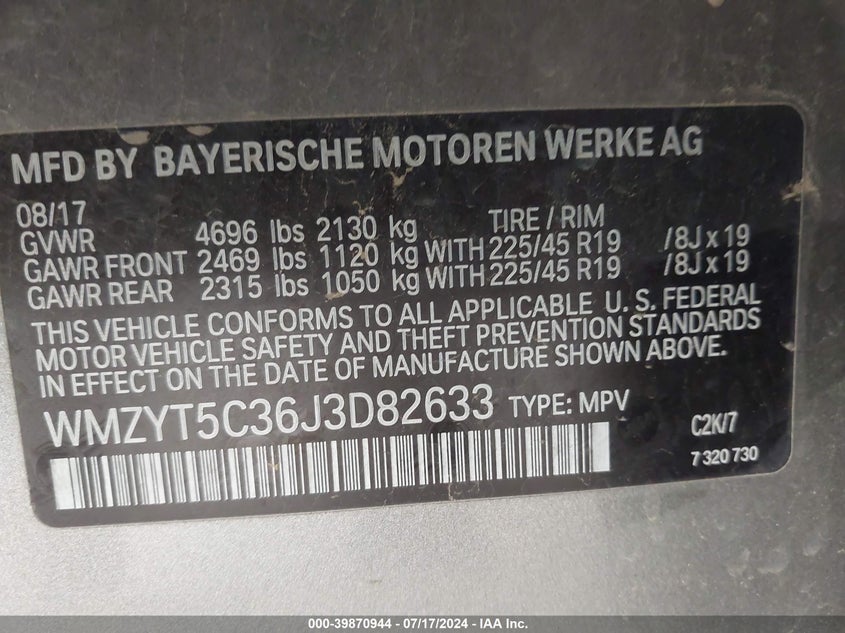 MFD BY BAYERISCHE MOTOREN WERKE AG
08/17
GVWR 4696 lbs 2130 kg TIRE / RIM
GAWR FRONT 2469 lbs 1120 kg WITH 225/45 R19 /8J x 19
GAWR REAR 2315 lbs 1050 kg WITH 225/45 R19 /8J x 19
THIS VEHICLE CONFORMS TO ALL APPLICABLE U. S. FEDERAL
MOTOR VEHICLE SAFETY AND THEFT PREVENTION STANDARDS
IN EFFECT ON THE DATE OF MANUFACTURE SHOWN ABOVE.
WMZYT5C36J3D82633 TYPE: MPV
C2K/7
7 320 730
000-39870944 / 07/17/2024 - IAA Inc.